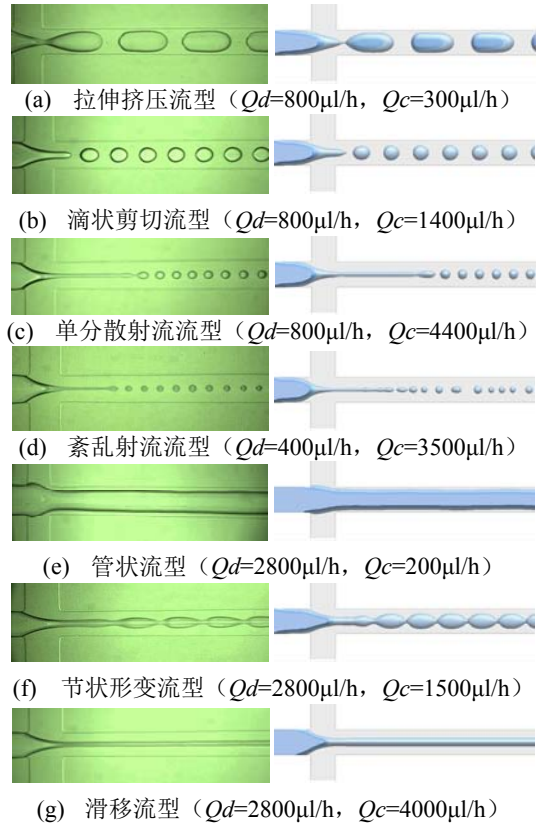 (a) 拉伸挤压流型（Qd=800μl/h，Qc=300μl/h）
(b) 滴状剪切流型（Qd=800μl/h，Qc=1400μl/h）
(c) 单分散射流流型（Qd=800μl/h，Qc=4400μl/h）
(d) 紊乱射流流型（Qd=400μl/h，Qc=3500μl/h）
(e) 管状流型（Qd=2800μl/h，Qc=200μl/h）
(f) 节状形变流型（Qd=2800μl/h，Qc=1500μl/h）
(g) 滑移流型（Qd=2800μl/h，Qc=4000μl/h）